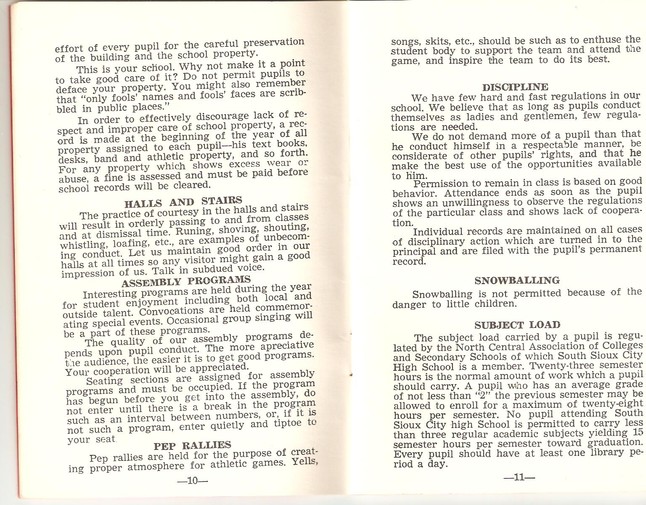 effort of every pupil for the careful preservation
of the building and the school property.
This is your school. Why not make it a point
to take good care of it? Do not permit pupils to
deface your property. You might also remember
that "only fools' names and fools' faces are scrib-
bled in public places."
In order to effectively discourage lack of re-
spect and improper care of school property, a rec-
ord is made at the beginning of the year of all
property assigned to each pupil—his text books,
desks, band and athletic property, and so forth.
For any property which shows excess wear or
abuse, a fine is assessed and must be paid before
school records will be cleared.
HALLS AND STAIRS
The practice of courtesy in the halls and stairs
will result in orderly passing to and from classes
and at dismissal time. Runing, shoving, shouting,
whistling, loafing, etc., are examples of unbecom-
ing conduct. Let us maintain good order in our
halls at all times so any visitor might gain a good
impression of us. Talk in subdued voice.
ASSEMBLY PROGRAMS
Interesting programs are held during the year
for student enjoyment including both local and
outside talent. Convocations are held commemor-
ating special events. Occasional group singing will
be a part of these programs.
The quality of our assembly programs de-
pends upon pupil conduct. The more apreciative
the audience, the easier it is to get good programs.
Your cooperation will be appreciated.
Seating sections are assigned for assembly
programs and must be occupied. If the program
has begun before you get into the assembly, do
not enter until there is a break in the program
such as an interval between numbers, or, if it is
not such a program, enter quietly and tiptoe to
your seat
PEP RALLIES
Pep rallies are held for the purpose of creat-
ing proper atmosphere for athletic games. Yells,
—10—
songs, skits, etc., should be such as to enthuse the
student body to support the team and attend the
game, and inspire the team to do its best.
DISCIPLINE
We have few hard and fast regulations in our
school. We believe that as long as pupils conduct
themselves as ladies and gentlemen, few regula-
tions are needed.
We do not demand more of a pupil than that
he conduct himself in a respectable manner, be
considerate of other pupils' rights, and that he
make the best use of the opportunities available
to him.
Permission to remain in class is based on good
behavior. Attendance ends as soon as the pupil
shows an unwillingness to observe the regulations
of the particular class and shows lack of coopera-
tion.
Individual records are maintained on all cases
of disciplinary action which are turned in to the
principal and are filed with the pupil's permanent
record.
SNOWBALLING
Snowballing is not permitted because of the
danger to little children.
SUBJECT LOAD
The subject load carried by a pupil is regu-
lated by the North Central Association of Colleges
and Secondary Schools of which South Sioux City
High School is a member. Twenty-three semester
hours is the normal amount of work which a pupil
should carry. A pupil who has an average grade
of not less than "2" the previous semester may be
allowed to enroll for a maximum of twenty-eight
hours per semester. No pupil attending South
Sioux City high School is permitted to carry less
than three regular academic subjects yielding 15
semester hours per semester toward graduation.
Every pupil should have at least one library pe-
riod a day.
—11—